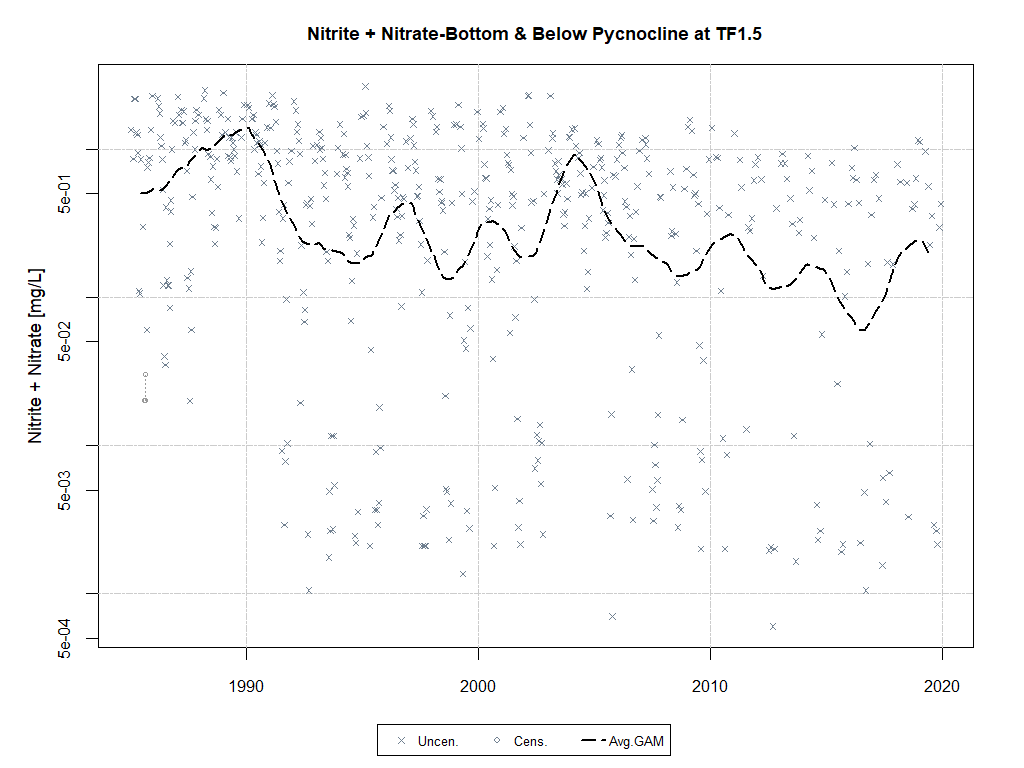 Nitrite + Nitrate-Bottom & Below Pycnocline at TF1.5
Nitrite + Nitrate [mg/L]
5e-01
5e-02
5e-03
5e-04
1990 2000 2010 2020
Uncen. Cens. Avg.GAM